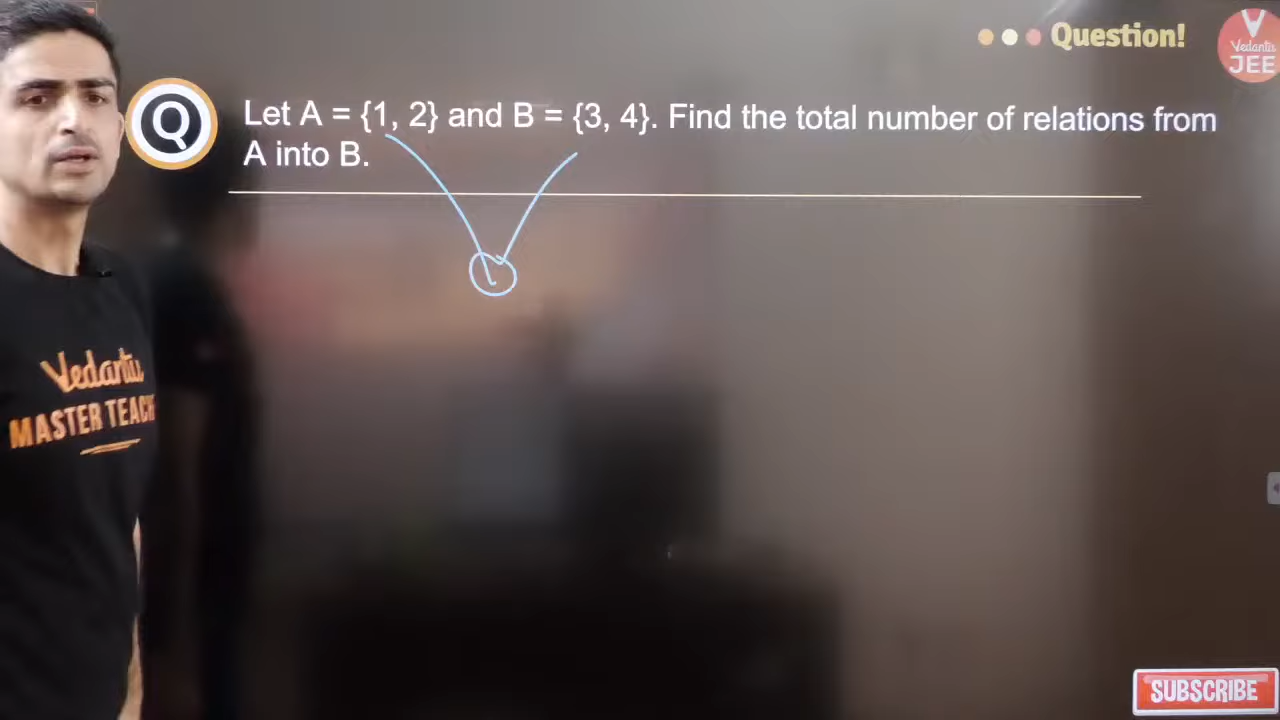 Question!
V
Vedantu
JEE
Q
Let A = {1, 2} and B = {3, 4}. Find the total number of relations from
A into B.
Vedantu
MASTER TEACH
SUBSCRIBE